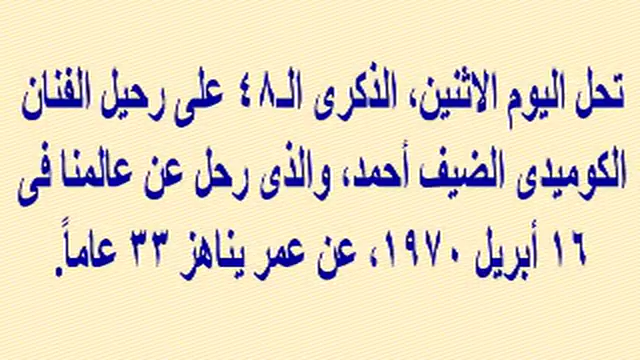 تحل اليوم الاثنين، الذكرى الـ٤٨ على رحيل الفنان
الكوميدى الضيف أحمد، والذى رحل عن عالمنا فى
١٦ أبريل ١٩٧٠، عن عمر يناهز ٣٣ عاماً.